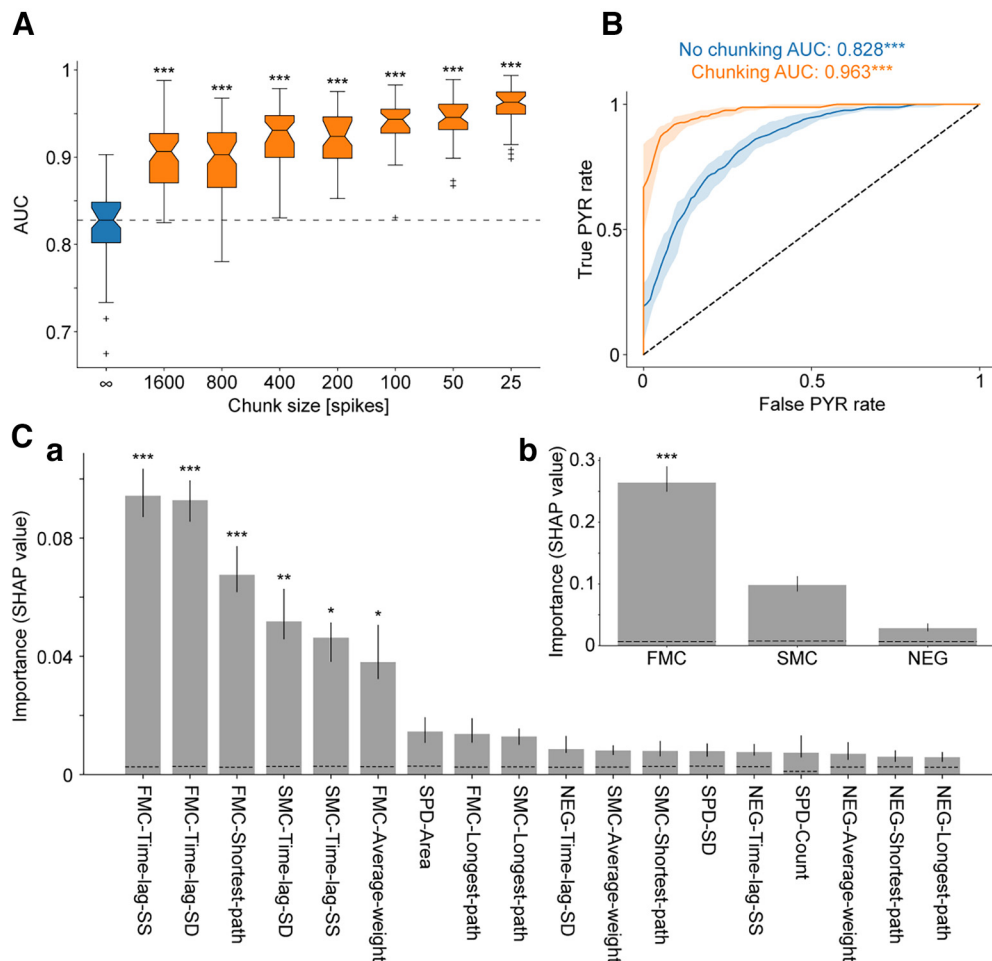 A
***
***
***
***
***
***
***
1
0.9
0.8
0.7
AUC
∞
1600
800
400
200
100
50
25
Chunk size [spikes]
B
No chunking AUC: 0.828***
Chunking AUC: 0.963***
1
0.5
0
True PYR rate
0
0.5
1
False PYR rate
C
a
***
***
***
**
*
*
0.08
0.04
0
Importance (SHAP value)
FMC-Time-lag-SS
FMC-Time-lag-SD
FMC-Shortest-path
SMC-Time-lag-SD
SMC-Time-lag-SS
FMC-Average-weight
SPD-Area
FMC-Longest-path
SMC-Longest-path
NEG-Time-lag-SD
SMC-Average-weight
SMC-Shortest-path
SPD-SD
NEG-Time-lag-SS
SPD-Count
NEG-Average-weight
NEG-Shortest-path
NEG-Longest-path
b
***
0.3
0.2
0.1
0
Importance (SHAP value)
FMC
SMC
NEG